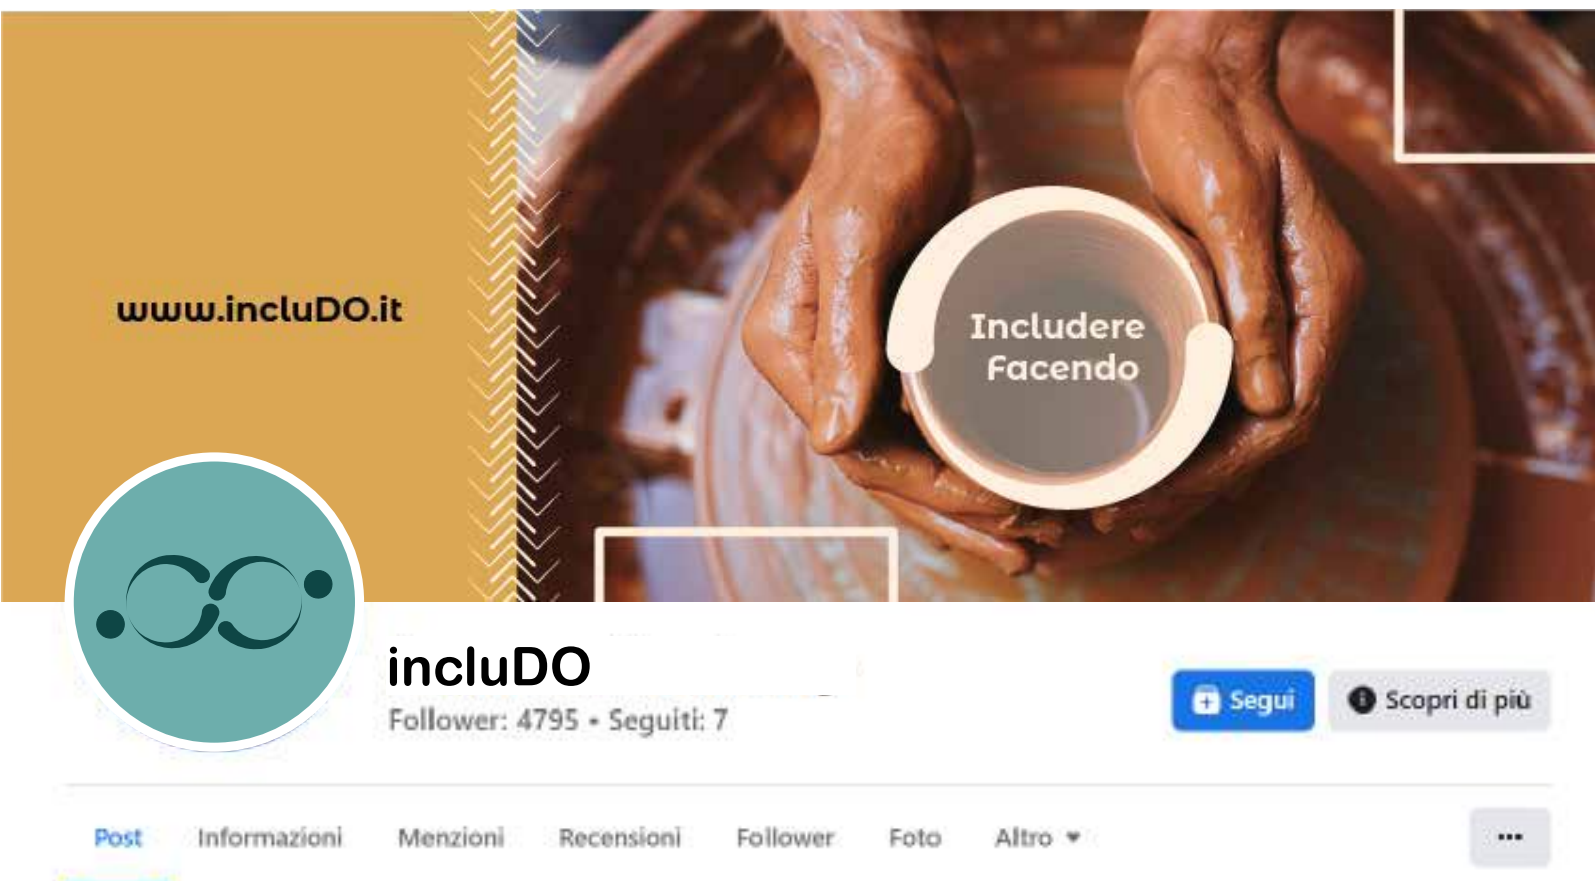 www.incluDO.it
Includere
Facendo
incluDO
Follower: 4795 • Seguiti: 7
Segui
Scopri di più
Post
Informazioni
Menzioni
Recensioni
Follower
Foto
Altro